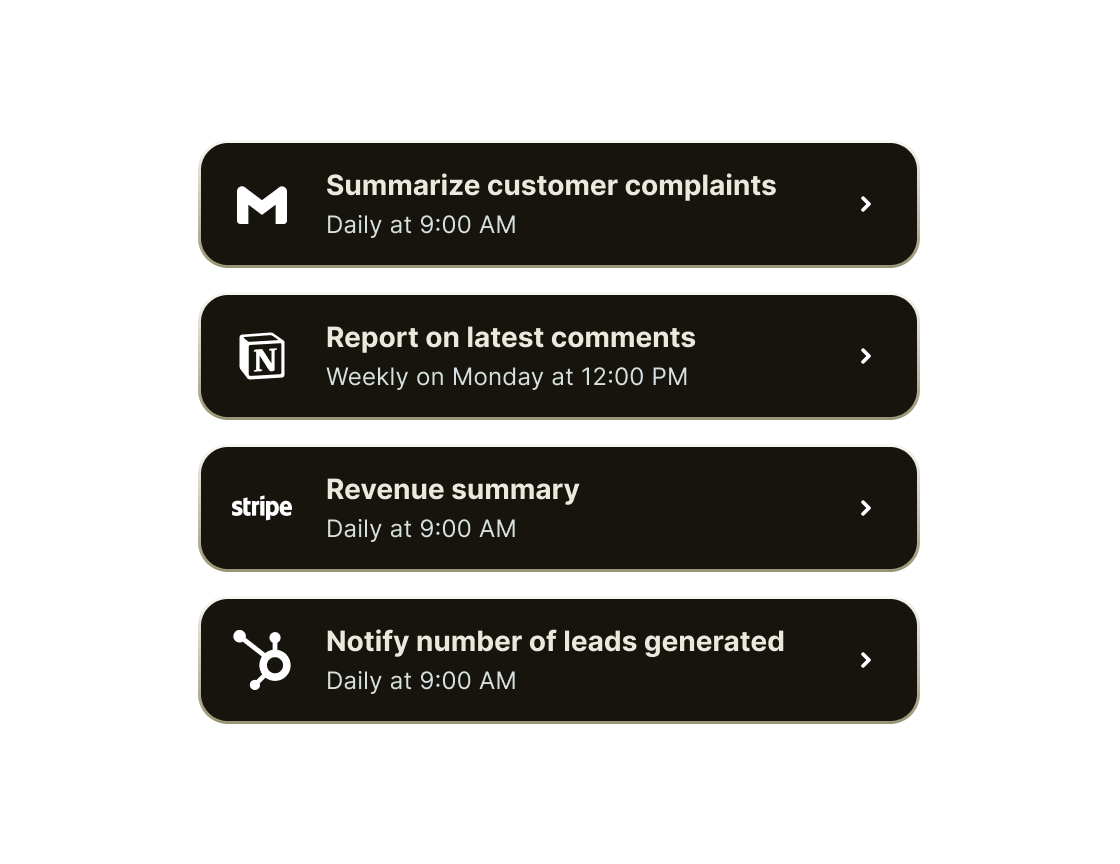 Summarize customer complaints
Daily at 9:00 AM
Report on latest comments
Weekly on Monday at 12:00 PM
stripe
Revenue summary
Daily at 9:00 AM
Notify number of leads generated
Daily at 9:00 AM